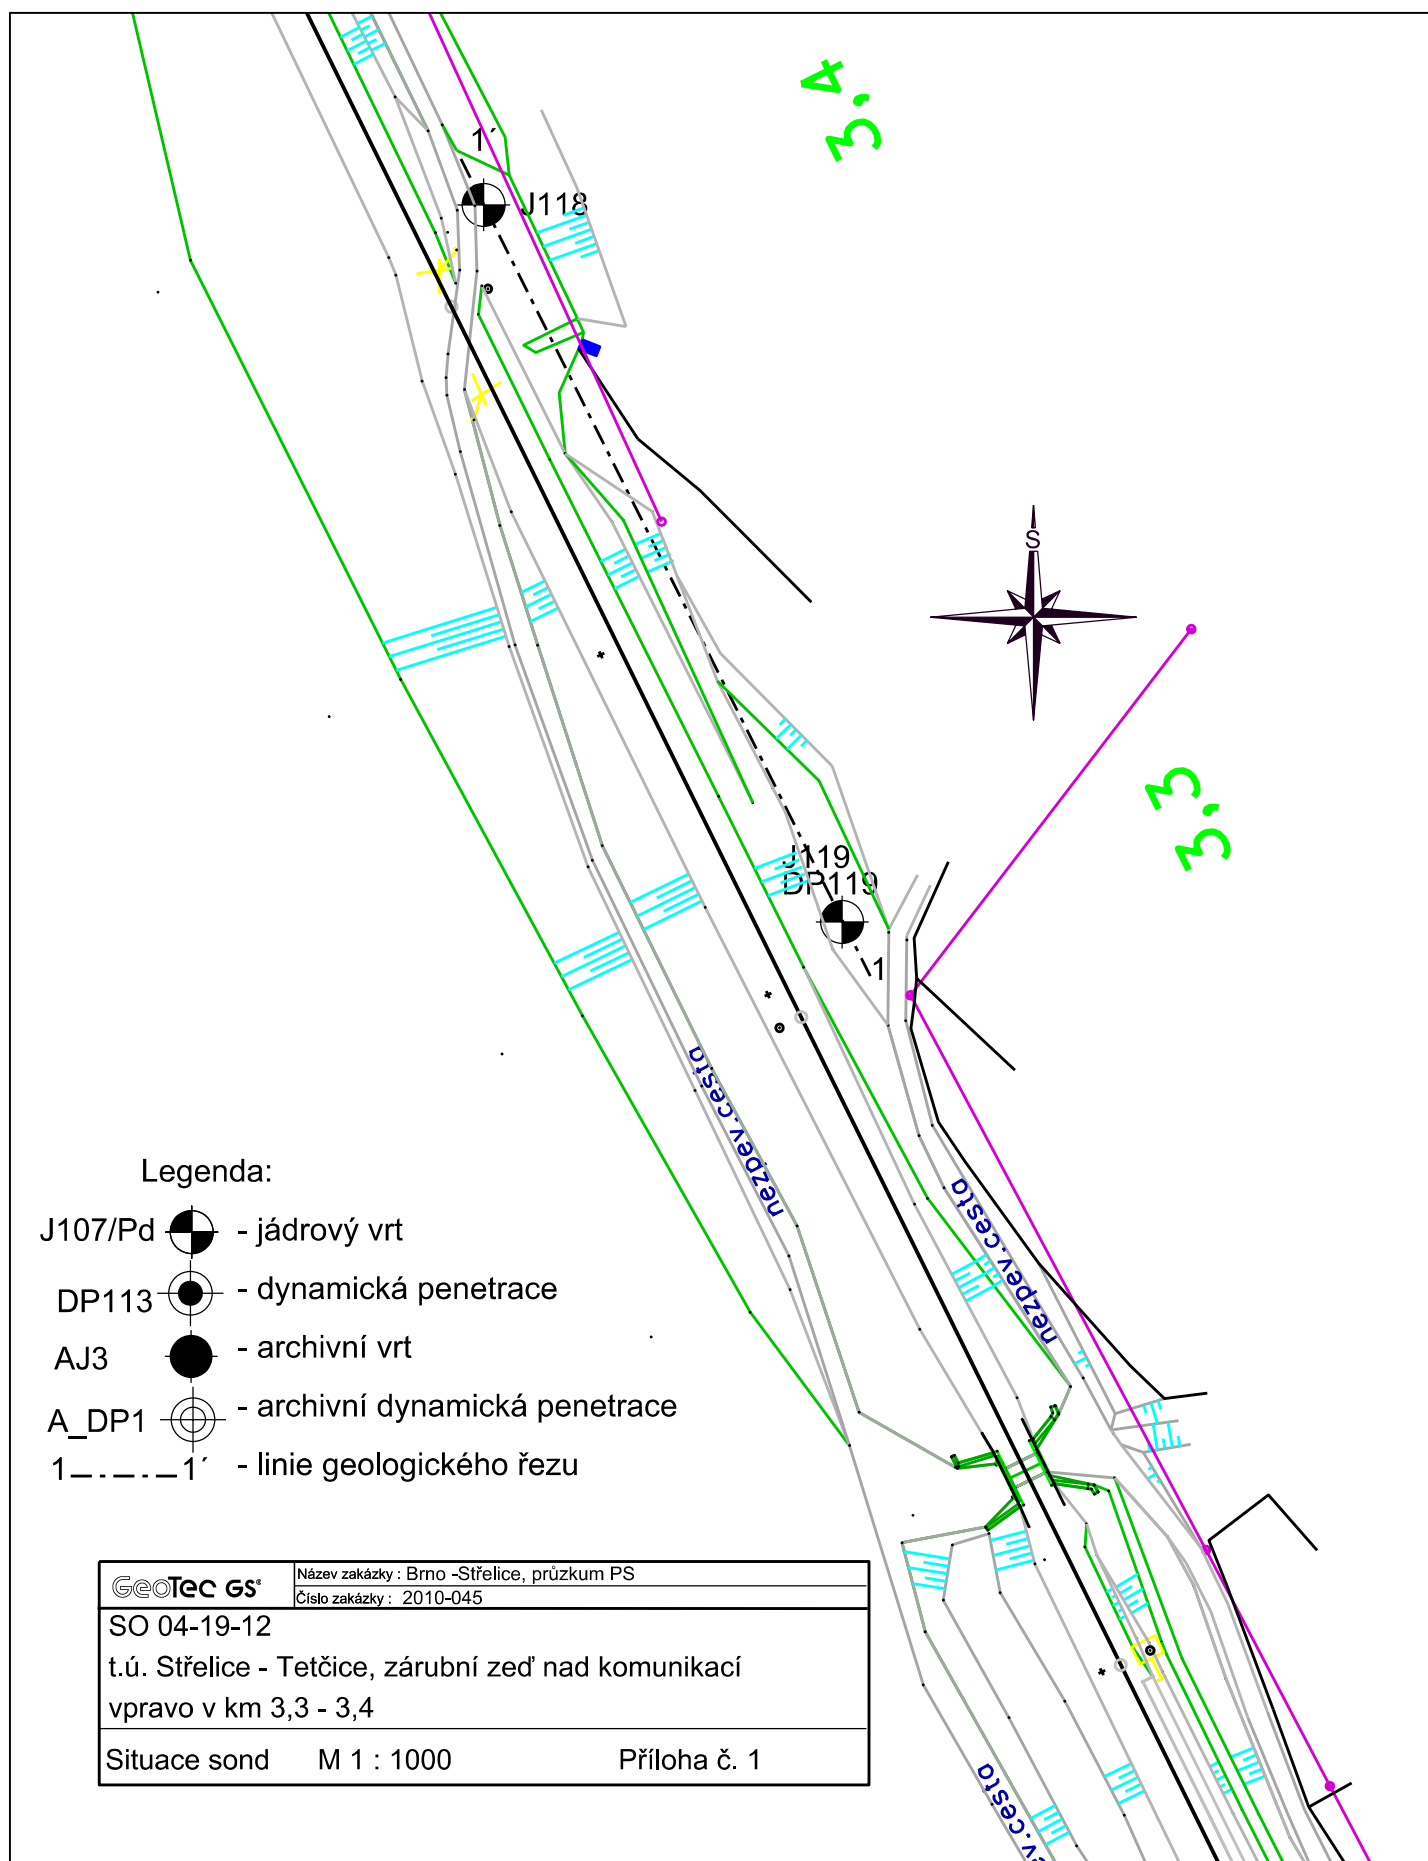 3,4
1´
J118
S
3,3
J119
DP119
1
nezpev.cesta
nezpev.cesta
Legenda:
J107/Pd - jádrový vrt
DP113 - dynamická penetrace
AJ3 - archivní vrt
A_DP1 - archivní dynamická penetrace
1 1´ - linie geologického řezu
GeoTec GS
Název zakázky : Brno -Střelice, průzkum PS
Číslo zakázky : 2010-045
SO 04-19-12
t.ú. Střelice - Tetčice, zárubní zeď nad komunikací
vpravo v km 3,3 - 3,4
Situace sond M 1 : 1000 Příloha č. 1
v.cesta